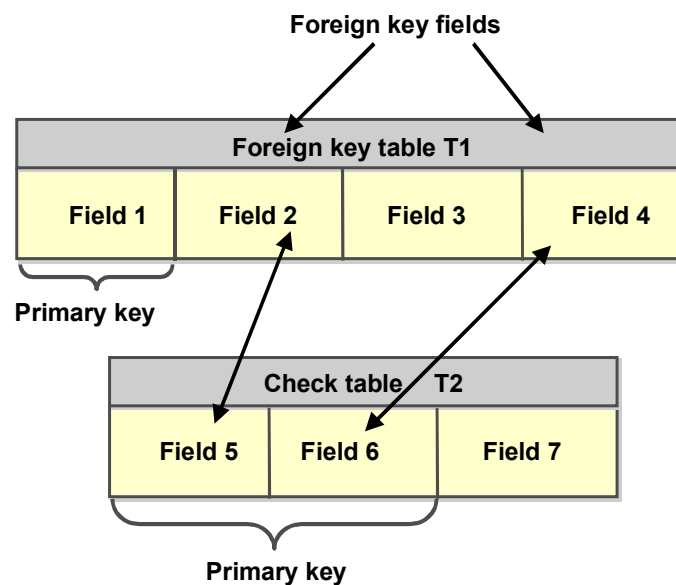 Foreign key fields
Foreign key table T1
Field 1 Field 2 Field 3 Field 4
Primary key
Check table T2
Field 5 Field 6 Field 7
Primary key